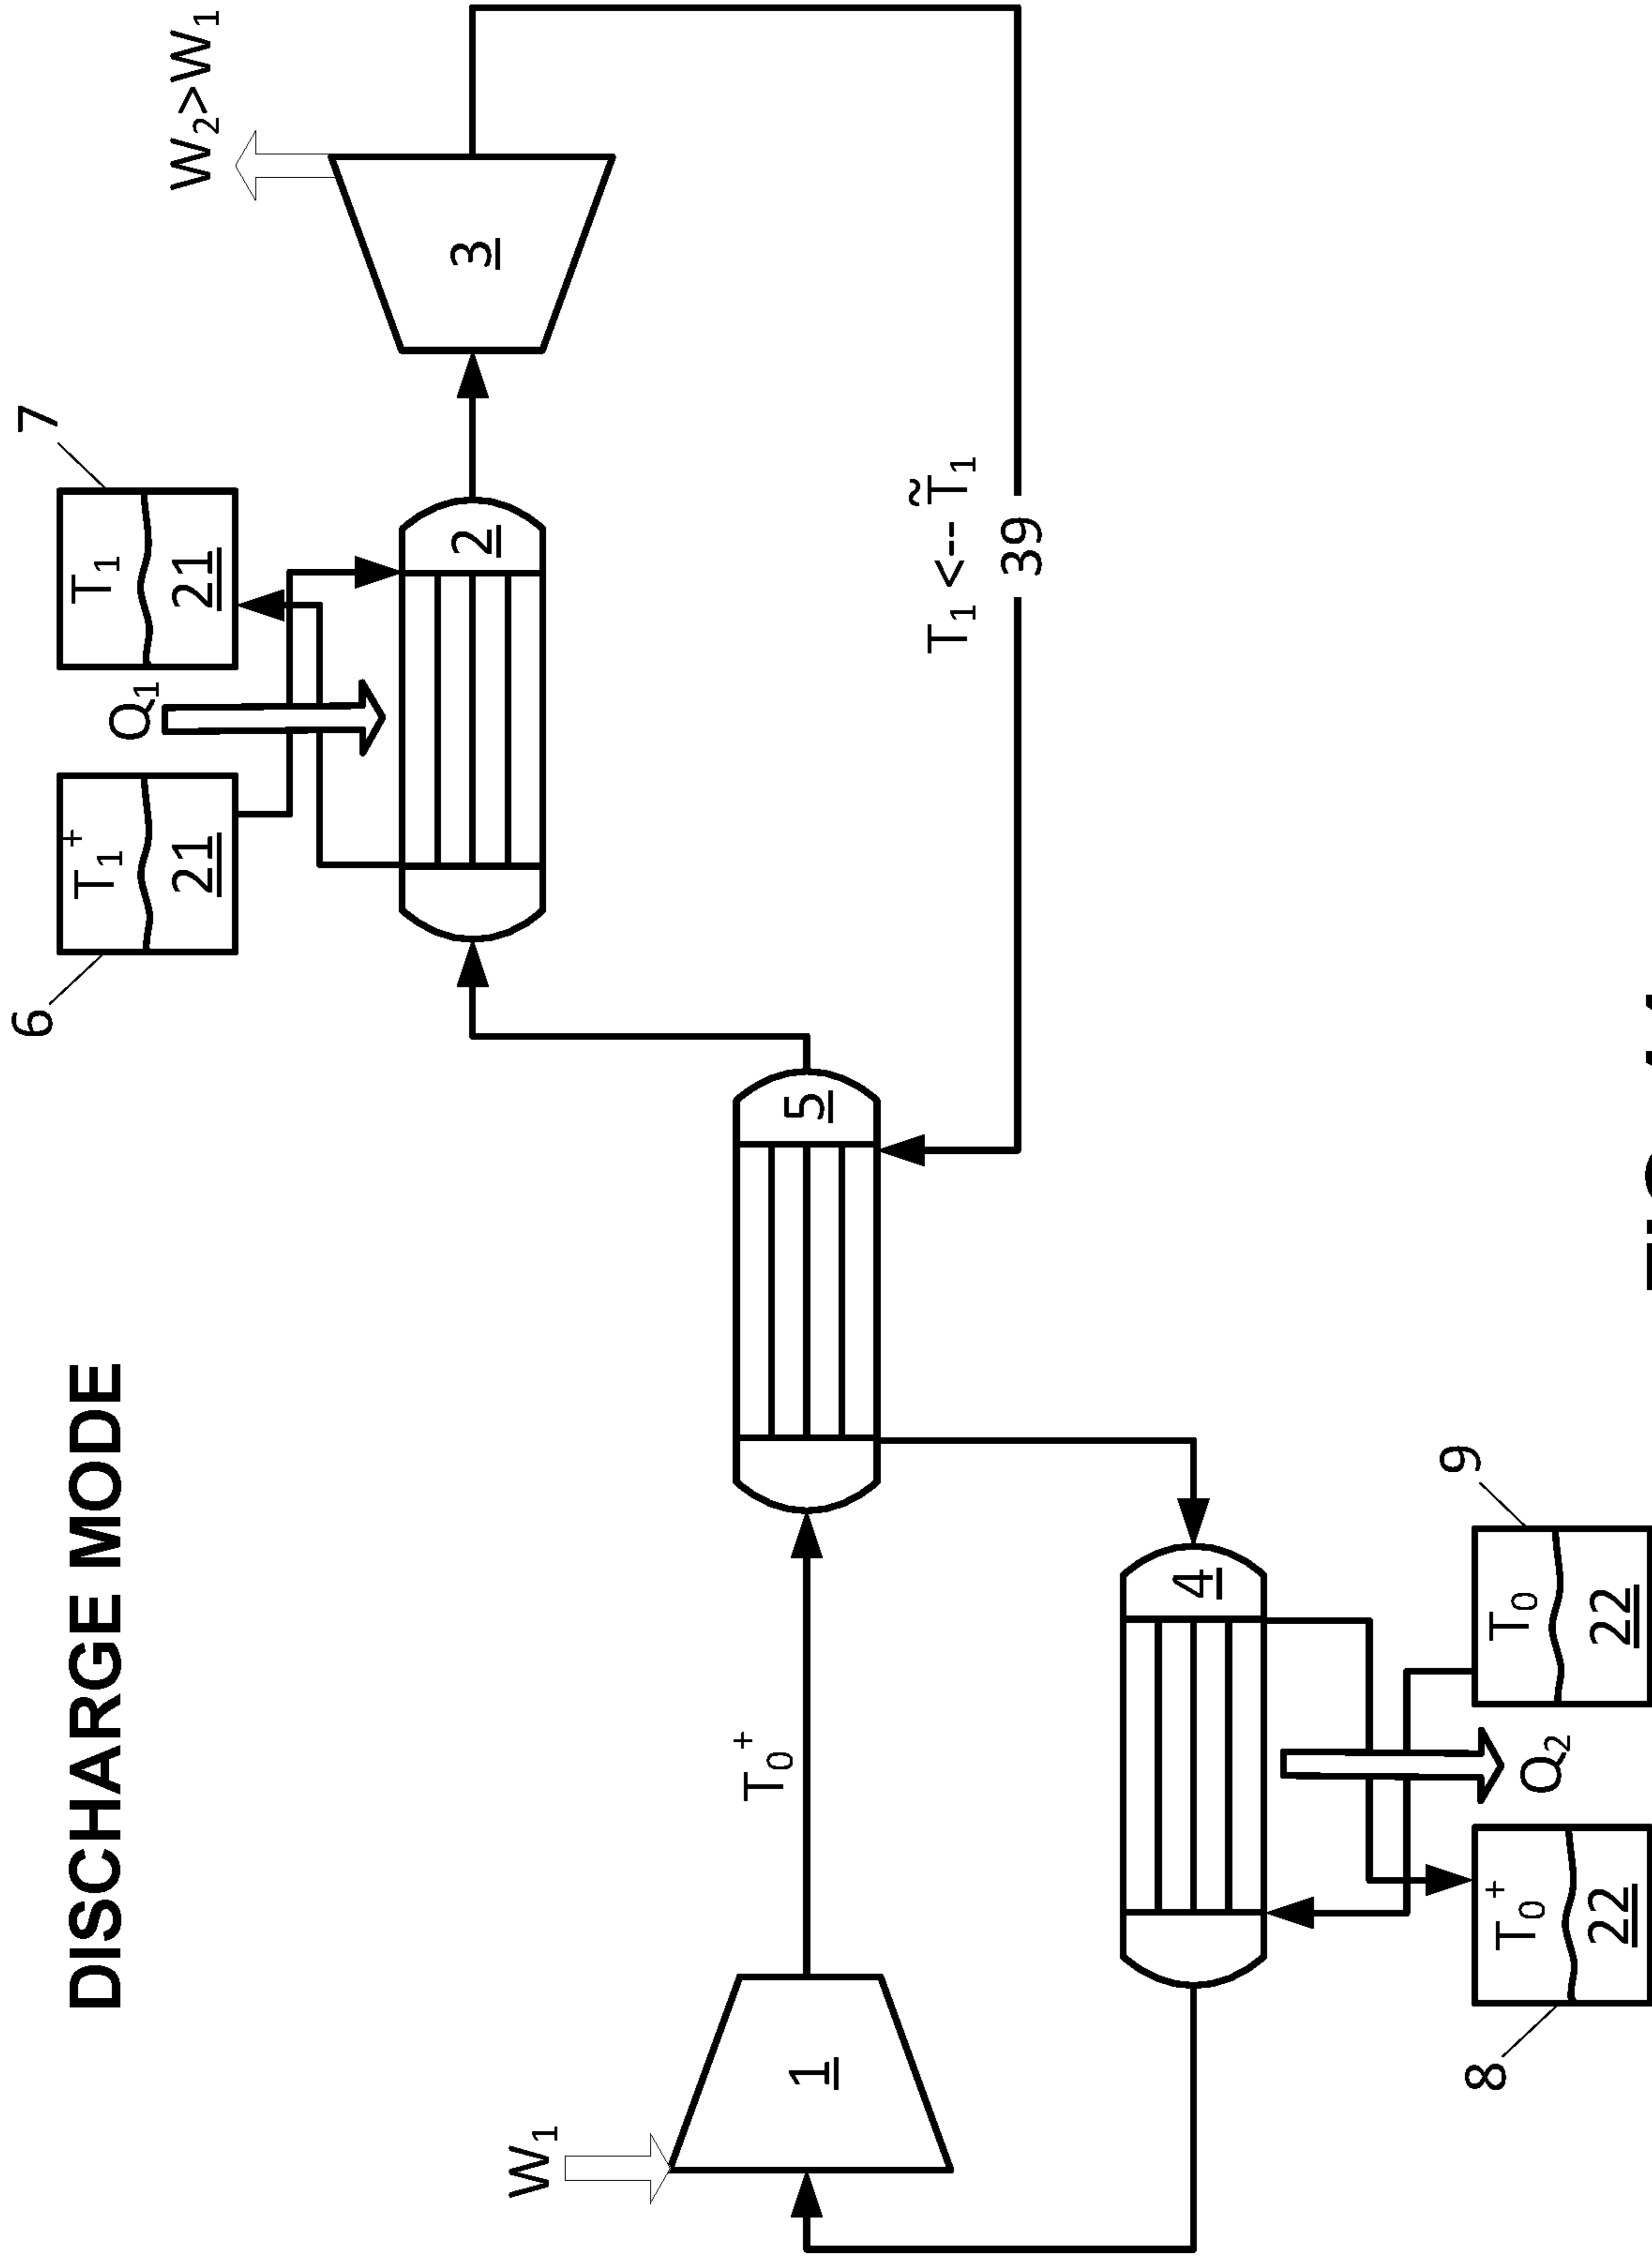 DISCHARGE MODE
6
7
T₁⁺
T₁
Q₁
21
21
W₂>W₁
2
3
W₁
T₀⁺
1
5
T₁ <-- T̃₁
39
4
8
9
T₀⁺
Q₂
T₀
22
22